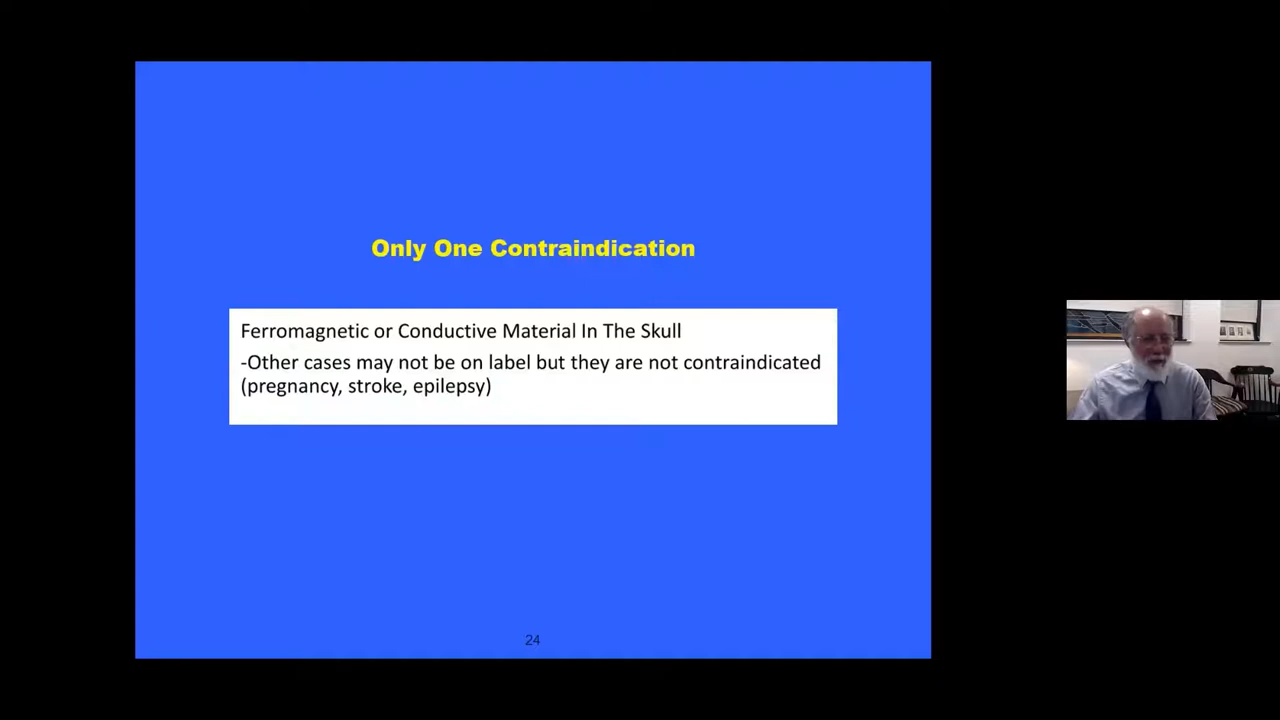 Only One Contraindication
Ferromagnetic or Conductive Material In The Skull
-Other cases may not be on label but they are not contraindicated
(pregnancy, stroke, epilepsy)
24